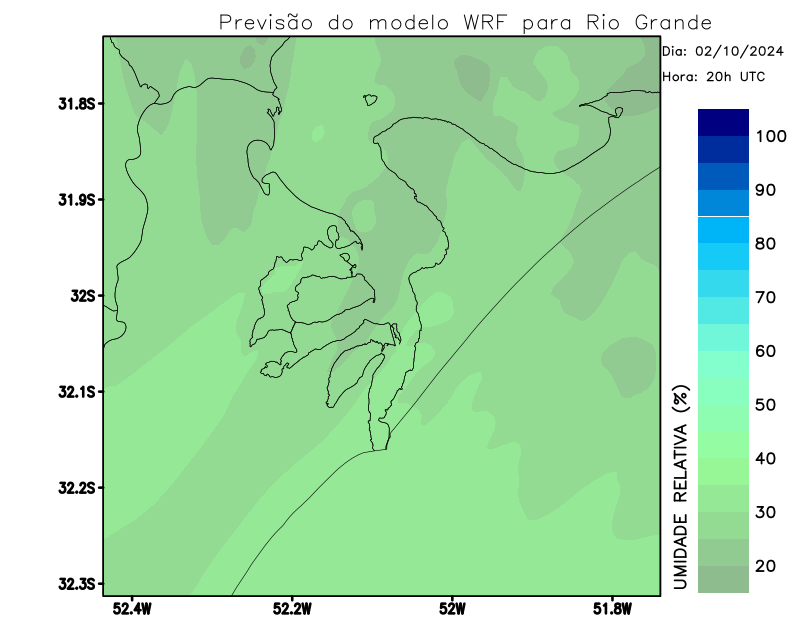 Previsão do modelo WRF para Rio Grande
Dia: 02/10/2024
Hora: 20h UTC
31.8S
31.9S
32S
32.1S
32.2S
32.3S
52.4W
52.2W
52W
51.8W
100
90
80
70
60
50
40
30
20
UMIDADE RELATIVA (%)